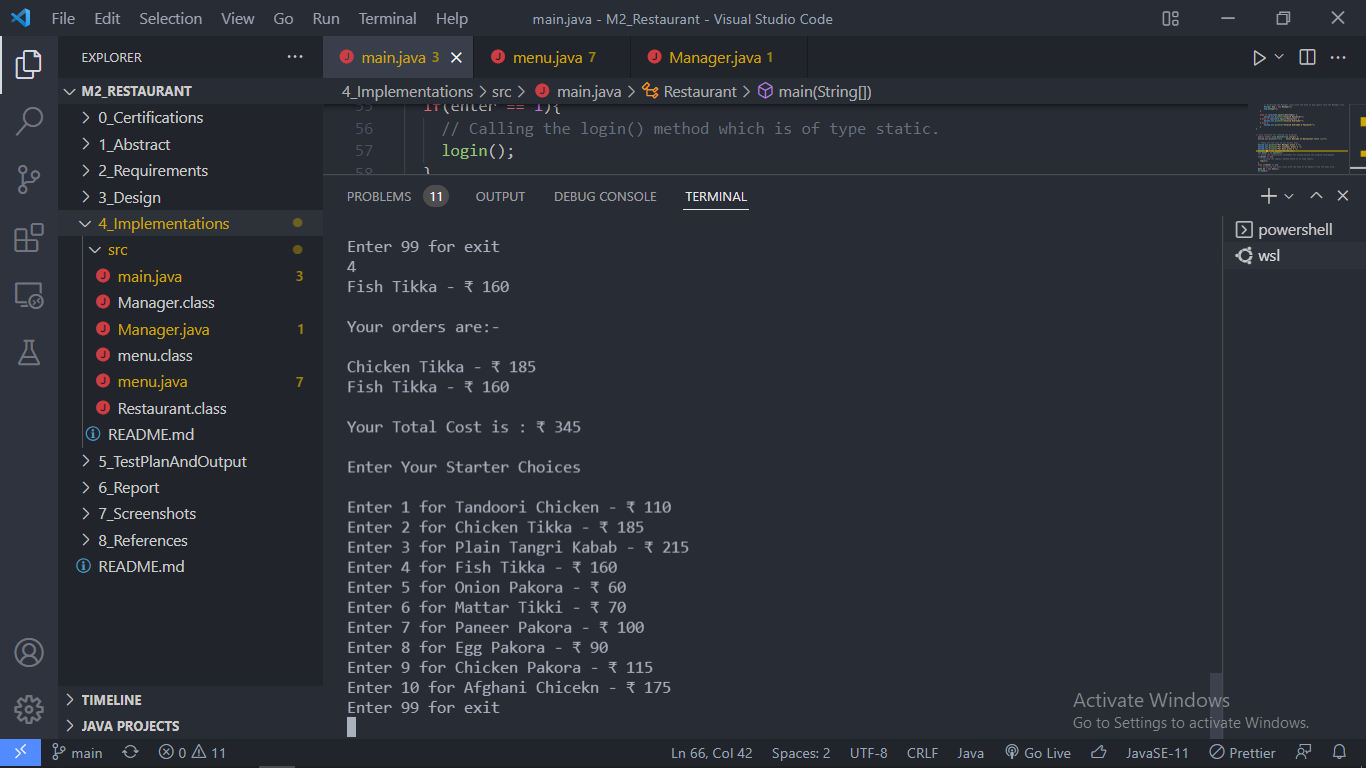 File Edit Selection View Go Run Terminal Help main.java - M2_Restaurant - Visual Studio Code
EXPLORER
M2_RESTAURANT
0_Certifications
1_Abstract
2_Requirements
3_Design
4_Implementations
src
main.java 3
Manager.class
Manager.java 1
menu.class
menu.java 7
Restaurant.class
README.md
5_TestPlanAndOutput
6_Report
7_Screenshots
8_References
README.md
TIMELINE
JAVA PROJECTS
main.java 3 menu.java 7 Manager.java 1
4_Implementations > src > main.java > Restaurant > main(String[])
55 if(enter == 1){
56 // Calling the login() method which is of type static.
57 login();
58 }
PROBLEMS 11 OUTPUT DEBUG CONSOLE TERMINAL
Enter 99 for exit
4
Fish Tikka - ₹ 160
Your orders are:-
Chicken Tikka - ₹ 185
Fish Tikka - ₹ 160
Your Total Cost is : ₹ 345
Enter Your Starter Choices
Enter 1 for Tandoori Chicken - ₹ 110
Enter 2 for Chicken Tikka - ₹ 185
Enter 3 for Plain Tangri Kabab - ₹ 215
Enter 4 for Fish Tikka - ₹ 160
Enter 5 for Onion Pakora - ₹ 60
Enter 6 for Mattar Tikki - ₹ 70
Enter 7 for Paneer Pakora - ₹ 100
Enter 8 for Egg Pakora - ₹ 90
Enter 9 for Chicken Pakora - ₹ 115
Enter 10 for Afghani Chicekn - ₹ 175
Enter 99 for exit
powershell
wsl
Activate Windows
Go to Settings to activate Windows.
main 0 11 Ln 66, Col 42 Spaces: 2 UTF-8 CRLF Java Go Live JavaSE-11 Prettier